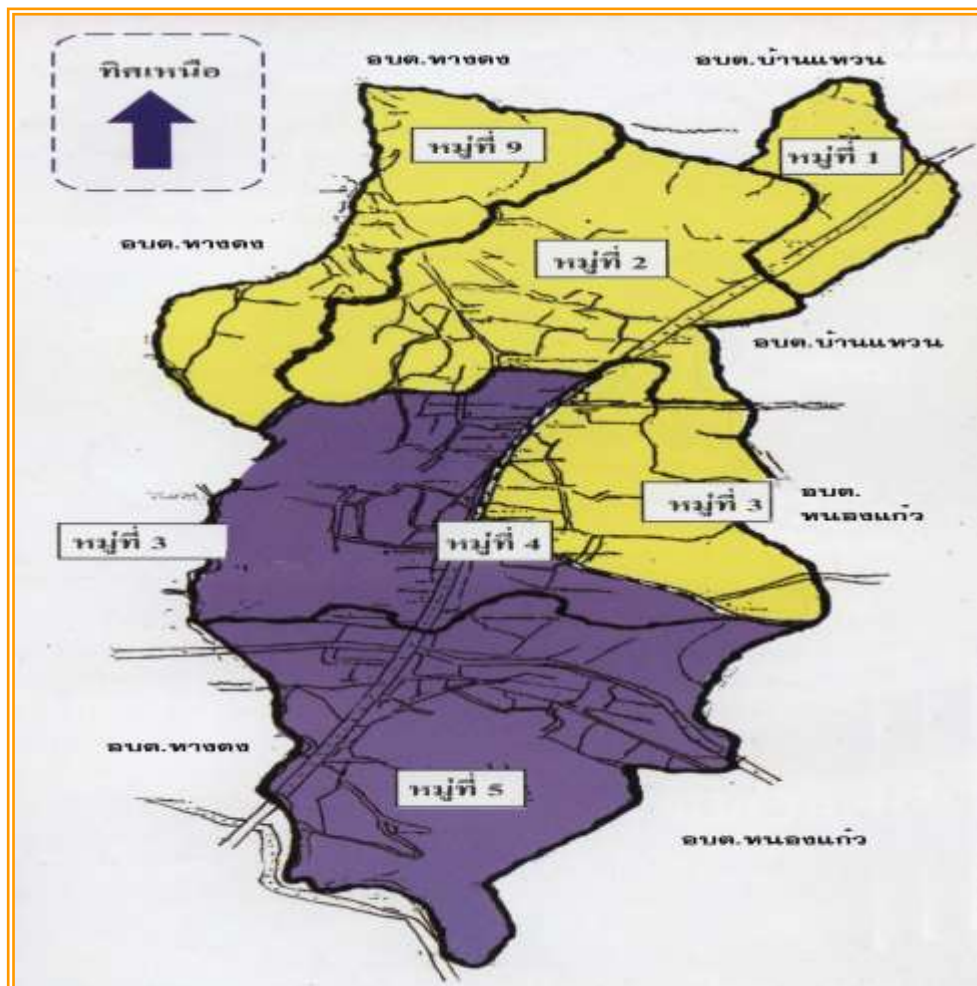 ทิศเหนือ
อบต.หางดง
อบต.บ้านแหวน
หมู่ที่ 9
หมู่ที่ 1
อบต.หางดง
หมู่ที่ 2
อบต.บ้านแหวน
หมู่ที่ 3
อบต.
หนองแก๋ว
หมู่ที่ 3
หมู่ที่ 4
อบต.หางดง
หมู่ที่ 5
อบต.หนองแก๋ว